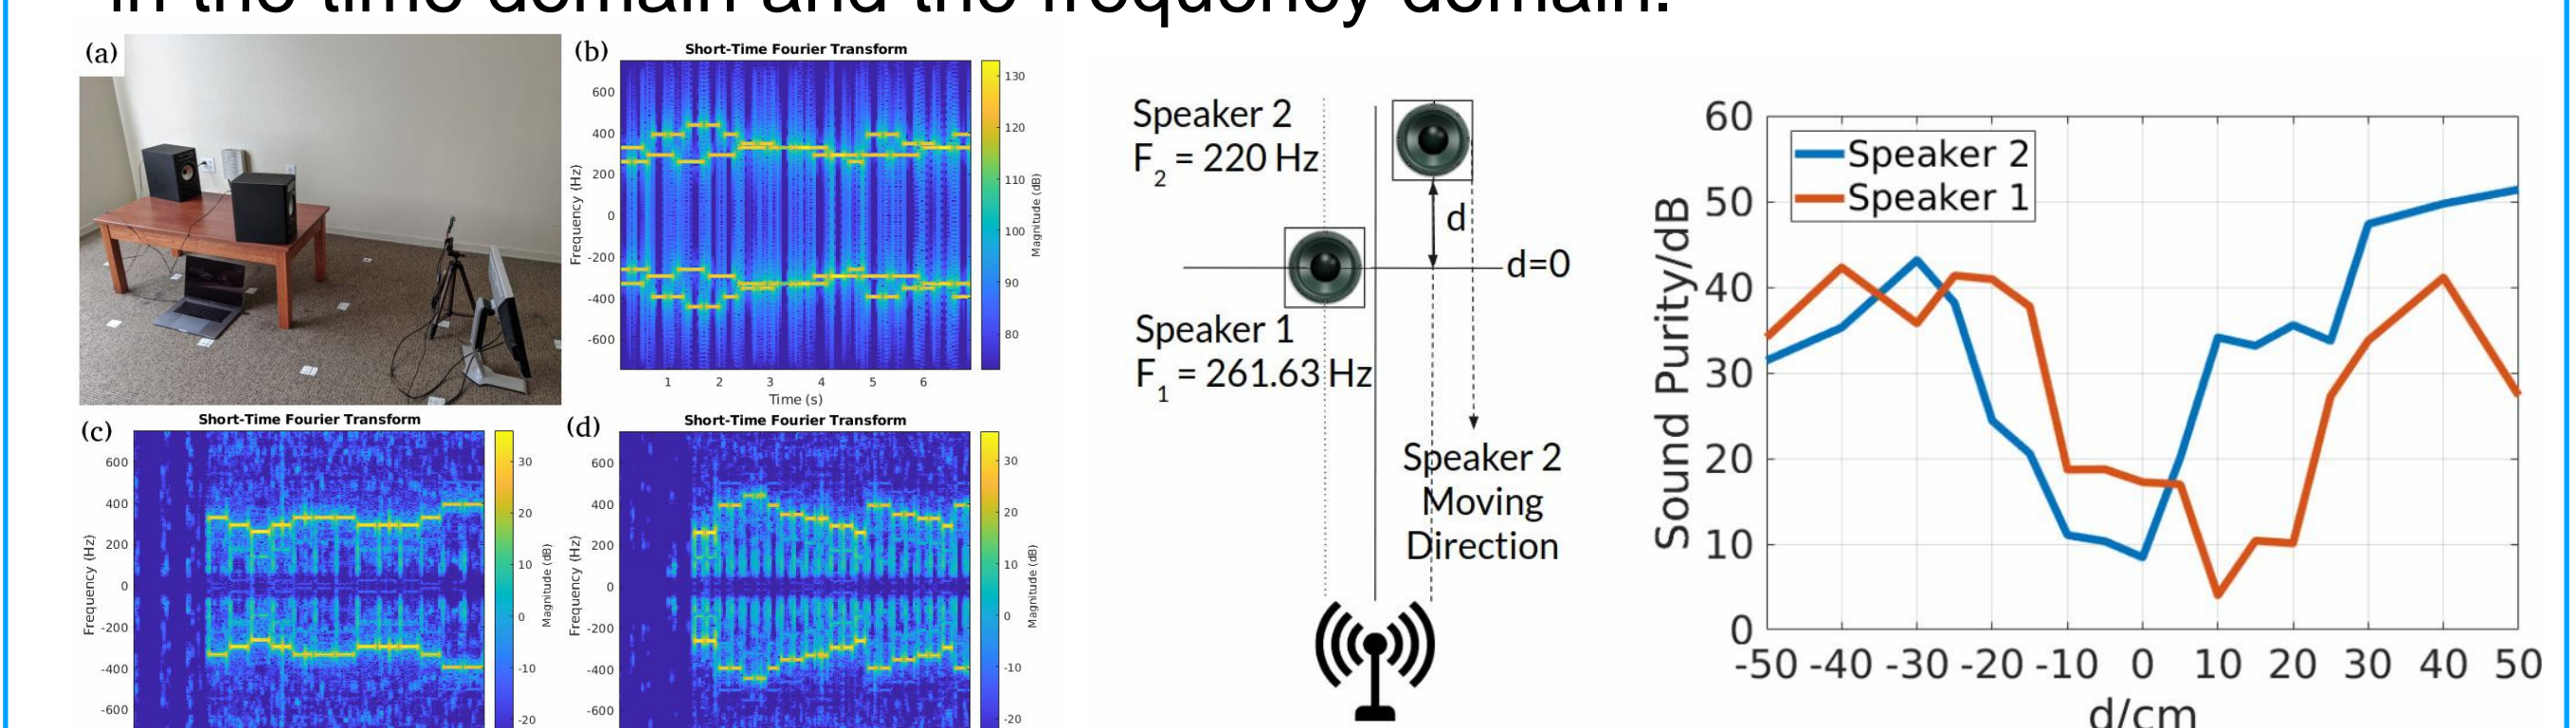 in the time domain and the frequency domain.
(a)
(b)
Short-Time Fourier Transform
600
400
200
0
-200
-400
-600
Frequency (Hz)
1 2 3 4 5 6
Time (s)
130
120
110
100
90
80
Magnitude (dB)
(c)
Short-Time Fourier Transform
600
400
200
0
-200
-400
-600
Frequency (Hz)
30
20
10
0
-10
-20
Magnitude (dB)
(d)
Short-Time Fourier Transform
600
400
200
0
-200
-400
-600
Frequency (Hz)
30
20
10
0
-10
-20
Magnitude (dB)
Speaker 2
F2 = 220 Hz
d
d=0
Speaker 1
F1 = 261.63 Hz
Speaker 2
Moving
Direction
Speaker 2
Speaker 1
60
50
40
30
20
10
0
Sound Purity/dB
-50 -40 -30 -20 -10 0 10 20 30 40 50
d/cm